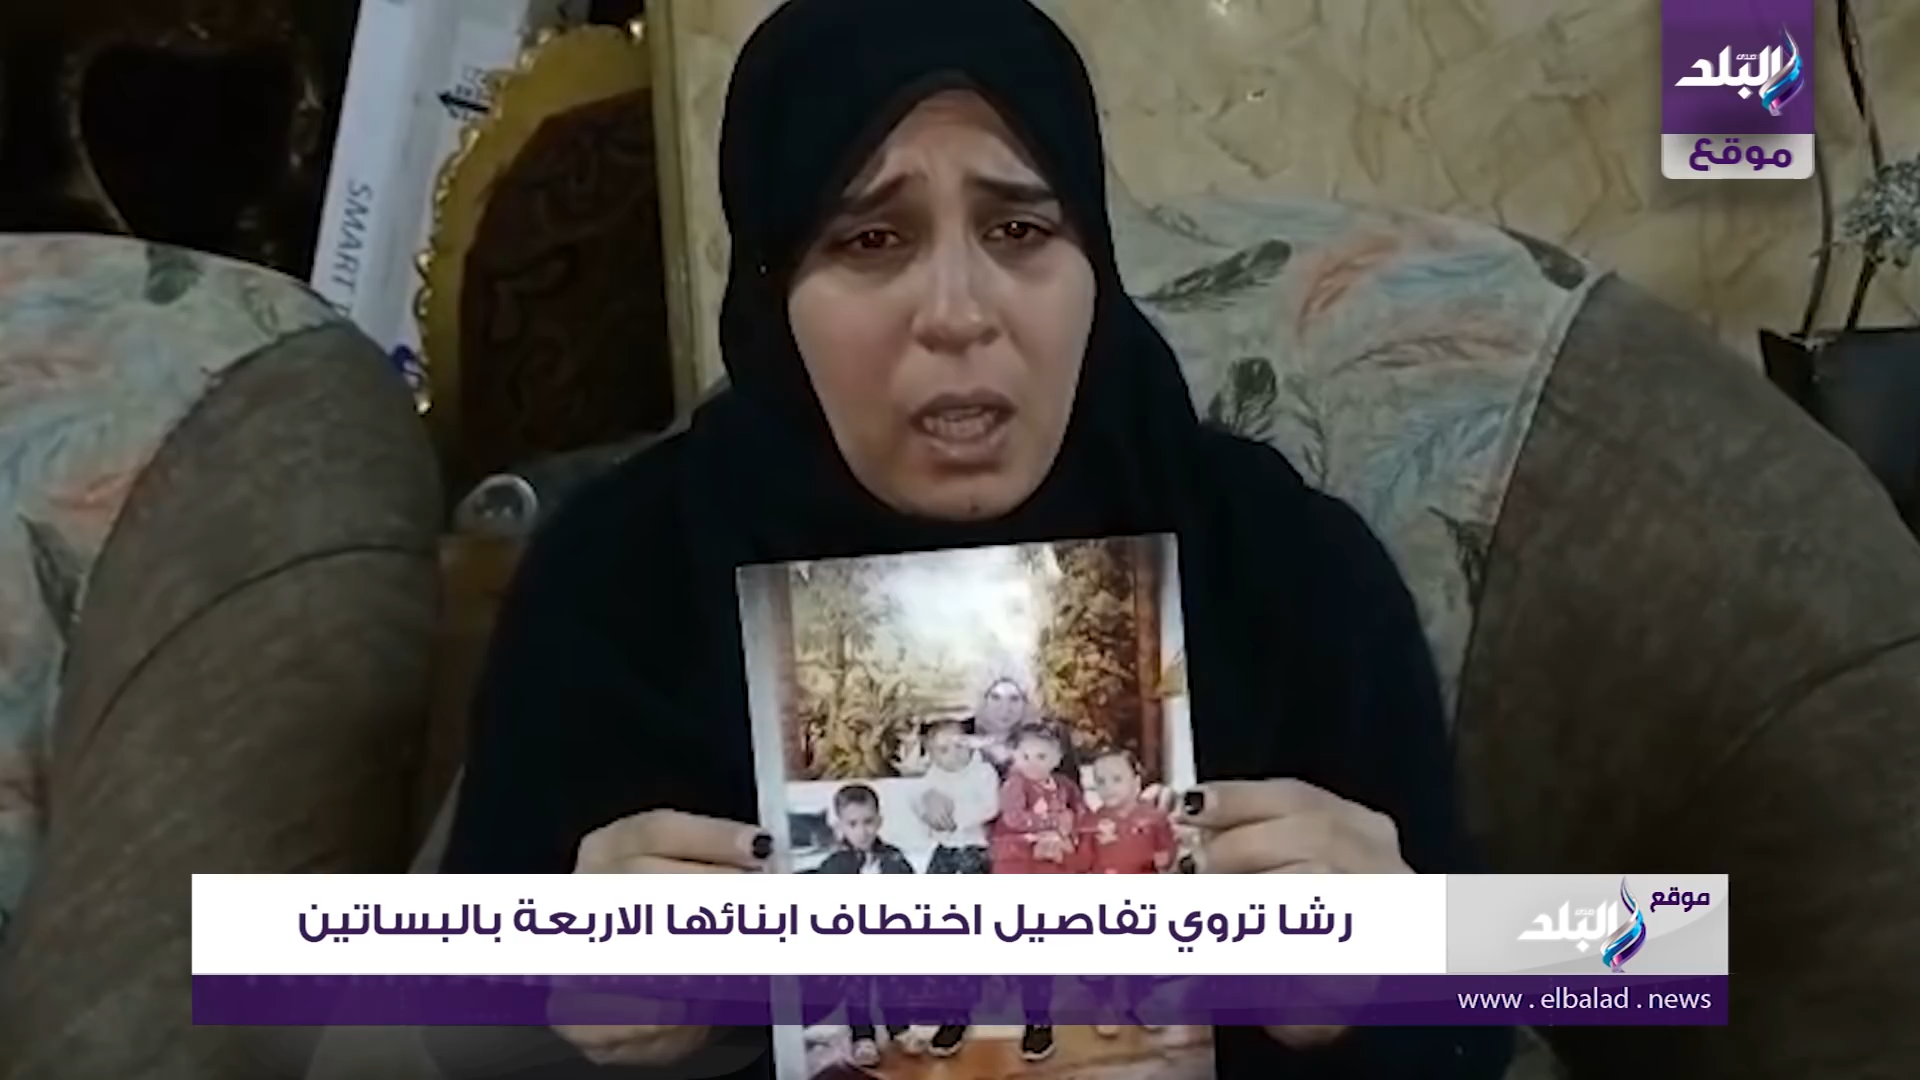 صدى
البلد
موقع
SMART
رشا تروي تفاصيل اختطاف ابنائها الاربعة بالبساتين
موقع
صدى
البلد
www.elbalad.news